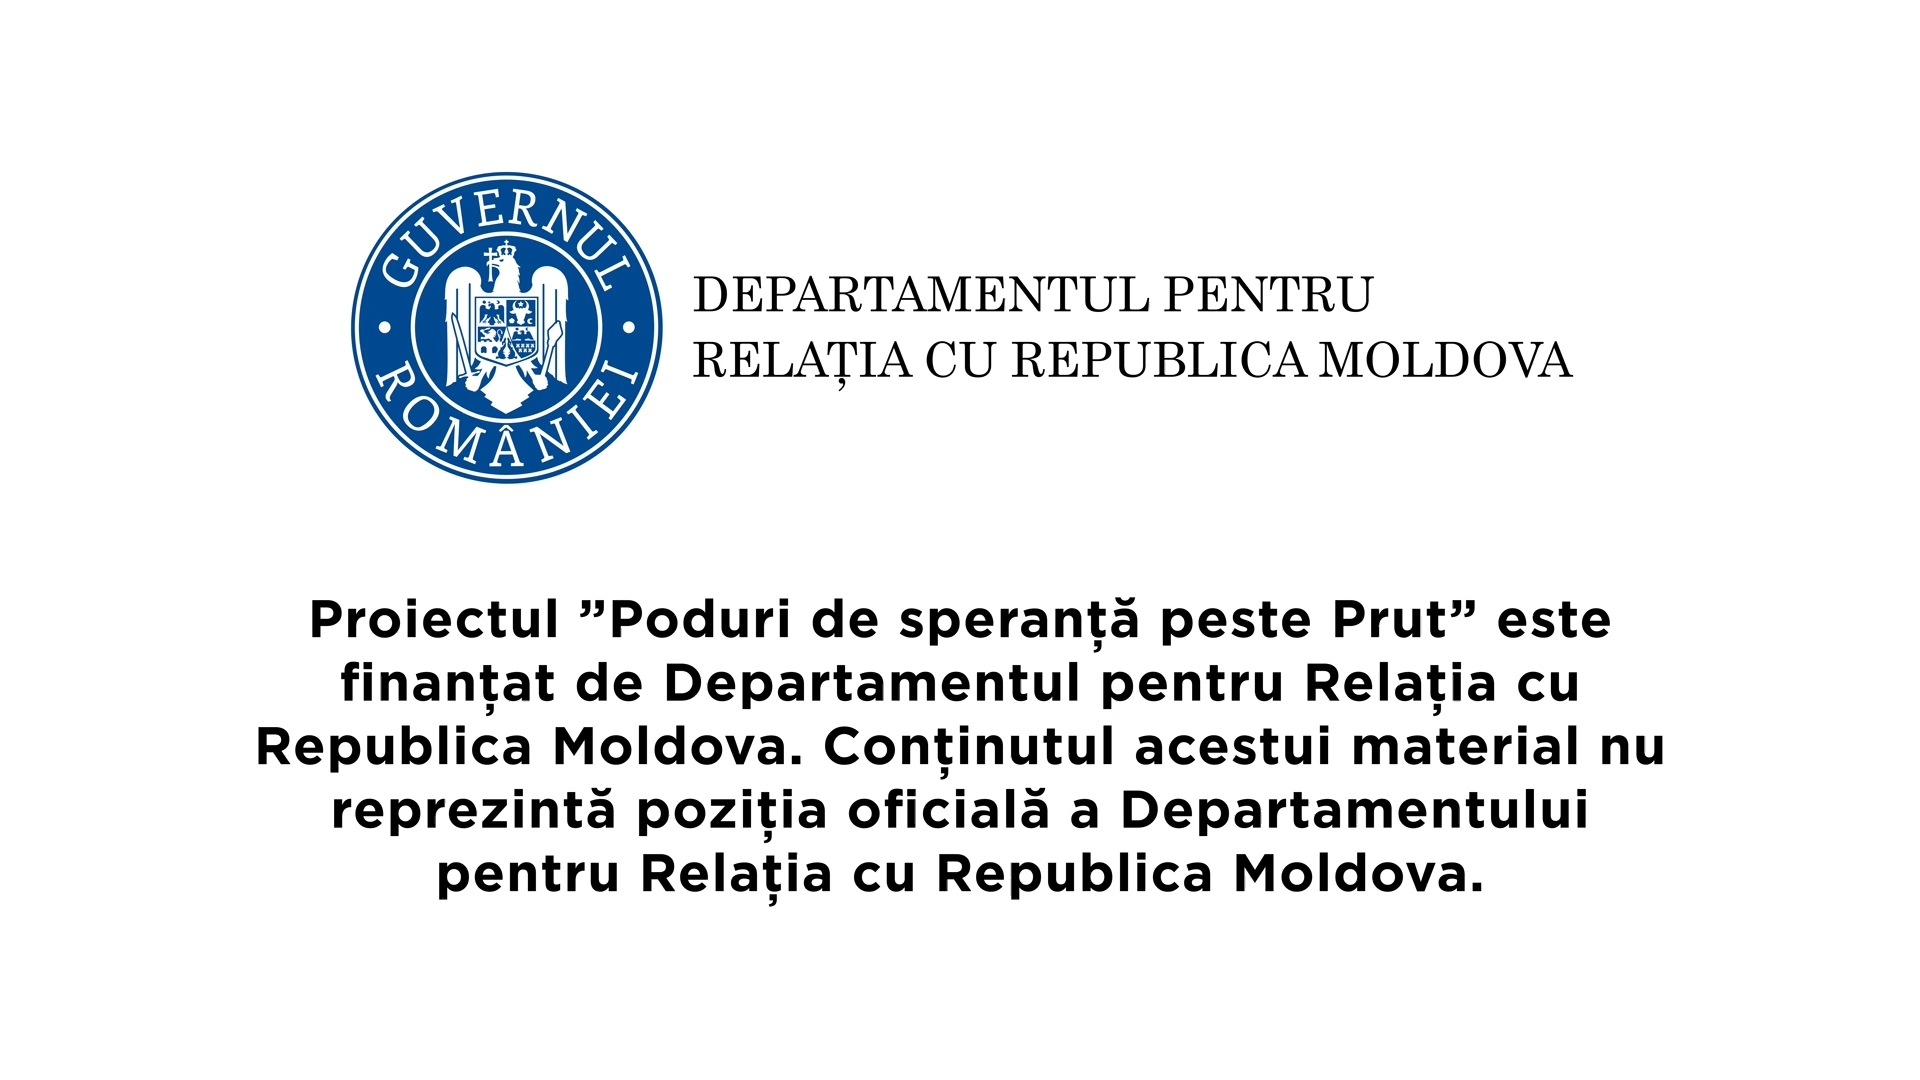 GUVERNUL
ROMÂNIEI
DEPARTAMENTUL PENTRU
RELAȚIA CU REPUBLICA MOLDOVA
Proiectul ”Poduri de speranță peste Prut” este
finanțat de Departamentul pentru Relația cu
Republica Moldova. Conținutul acestui material nu
reprezintă poziția oficială a Departamentului
pentru Relația cu Republica Moldova.